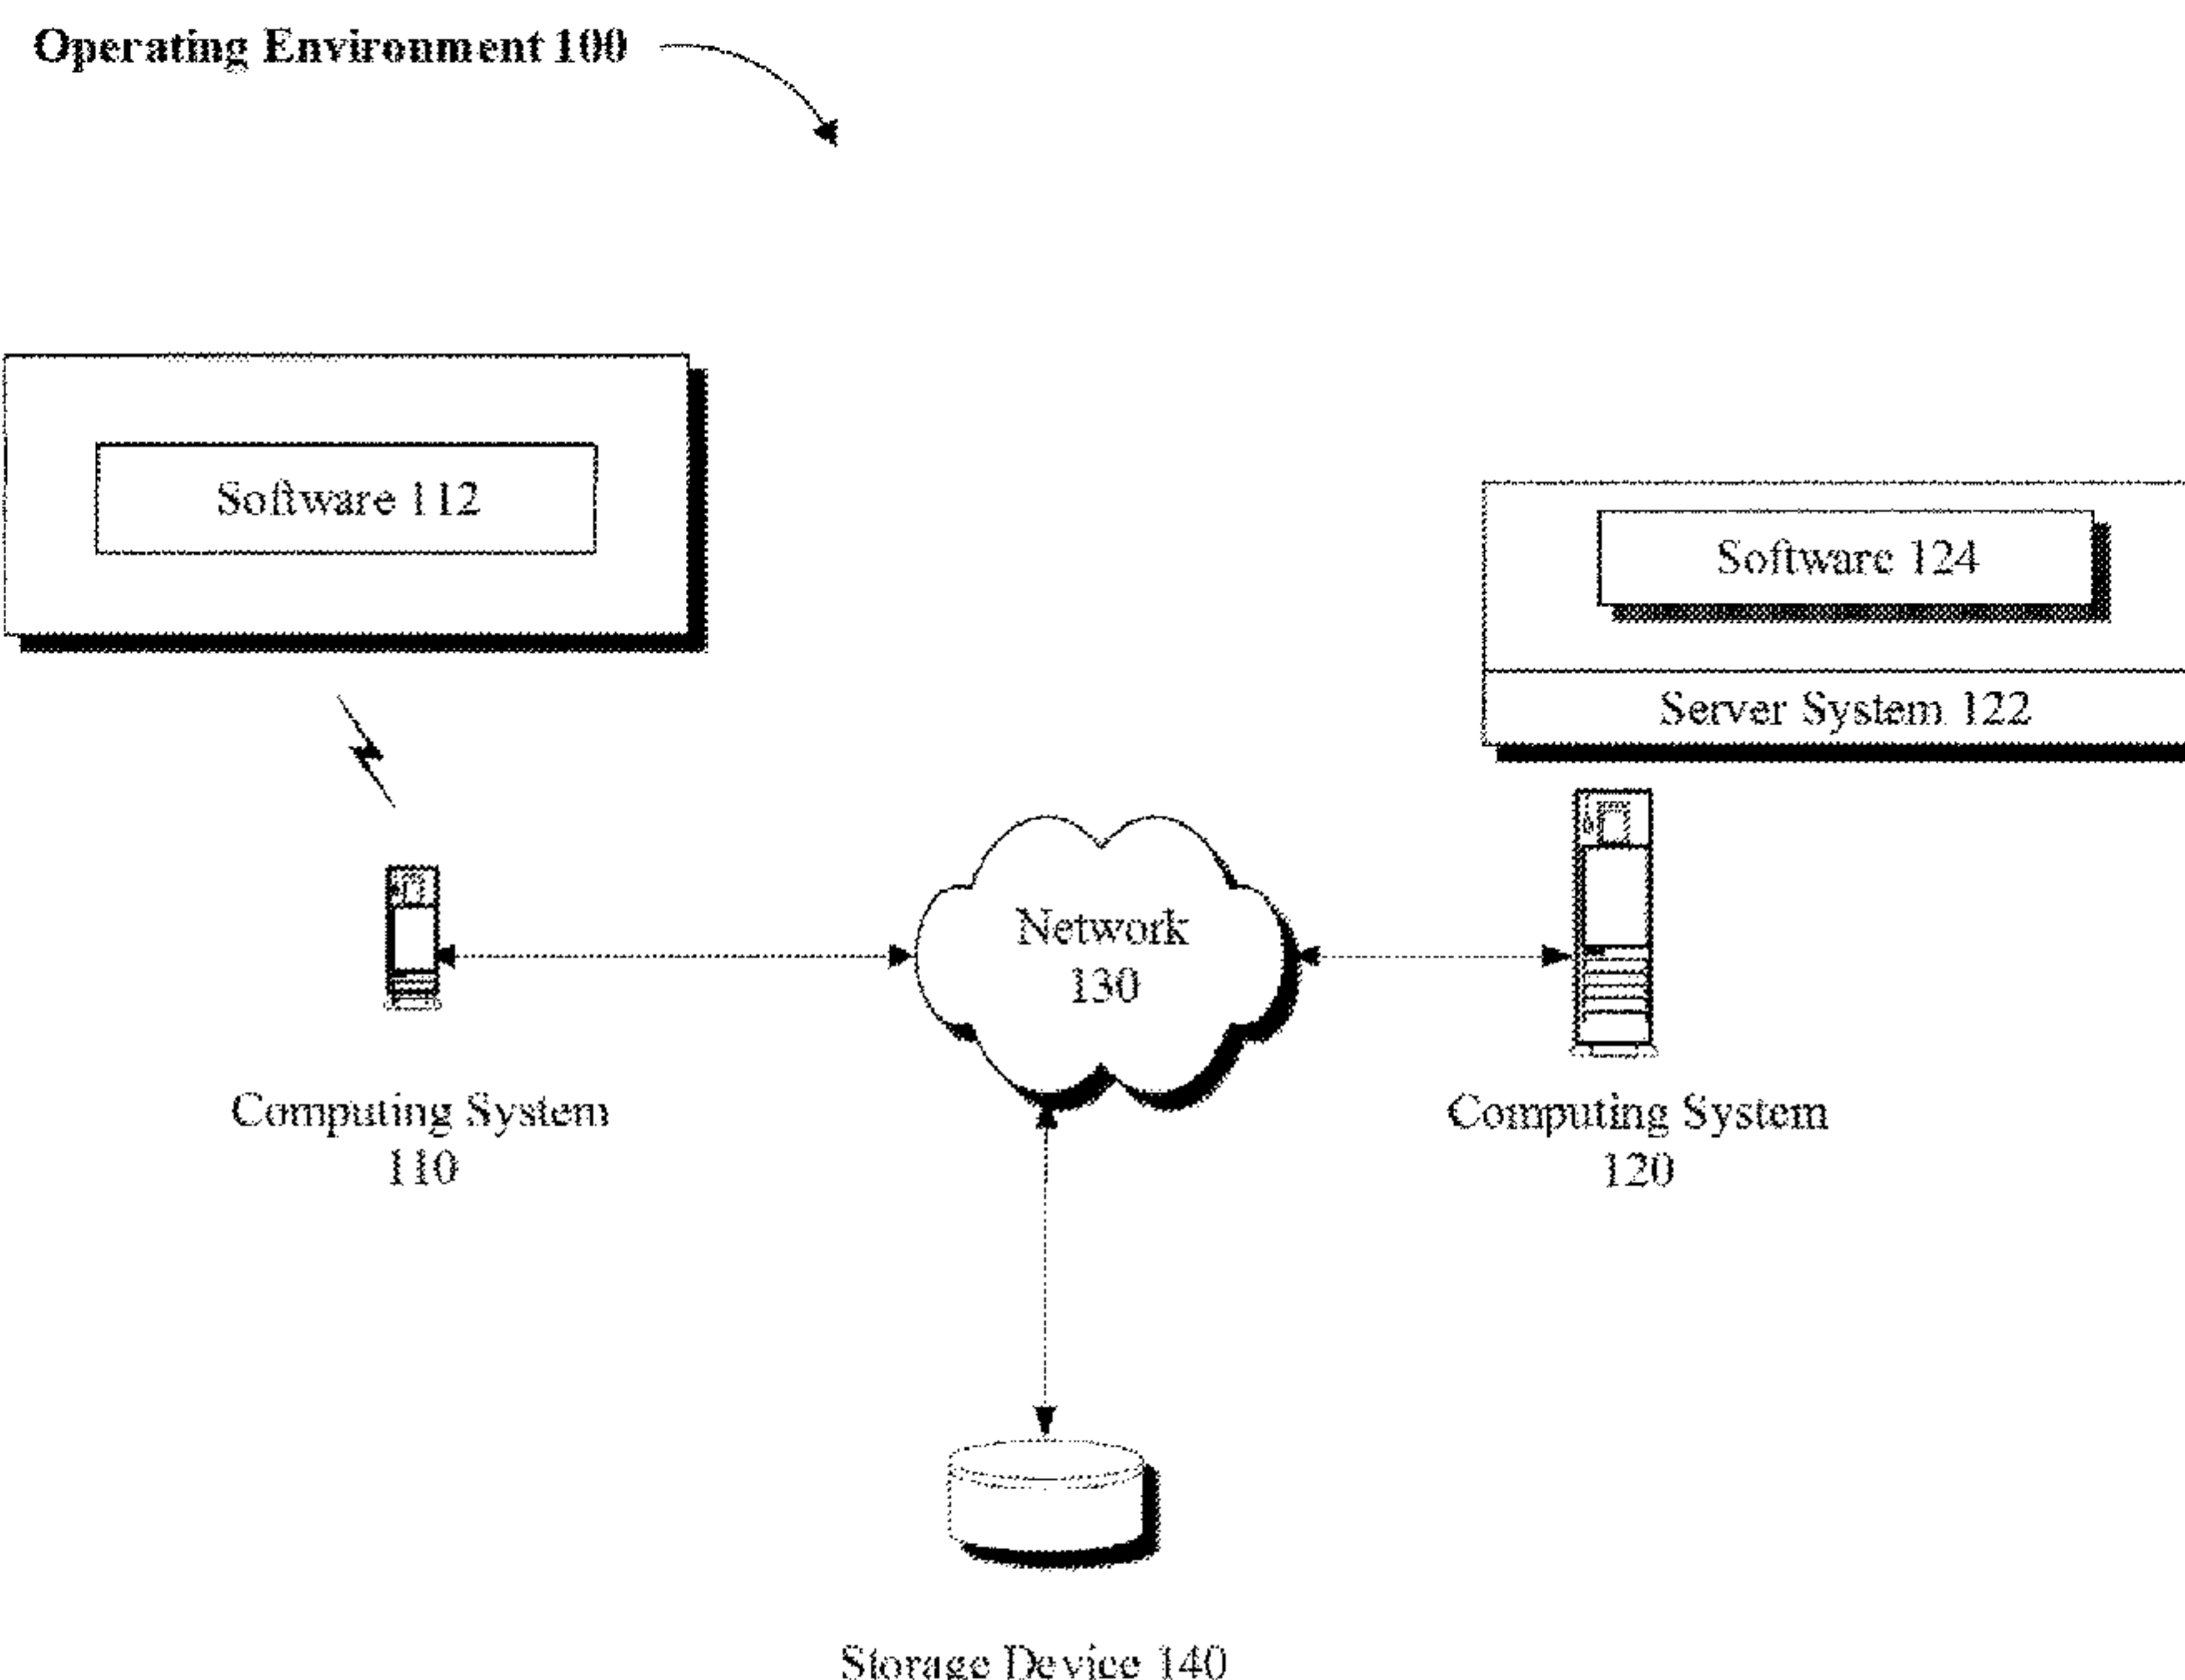 Operating Environment 100
Software 112
Software 124
Server System 122
Network
130
Computing System
110
Computing System
120
Storage Device 140